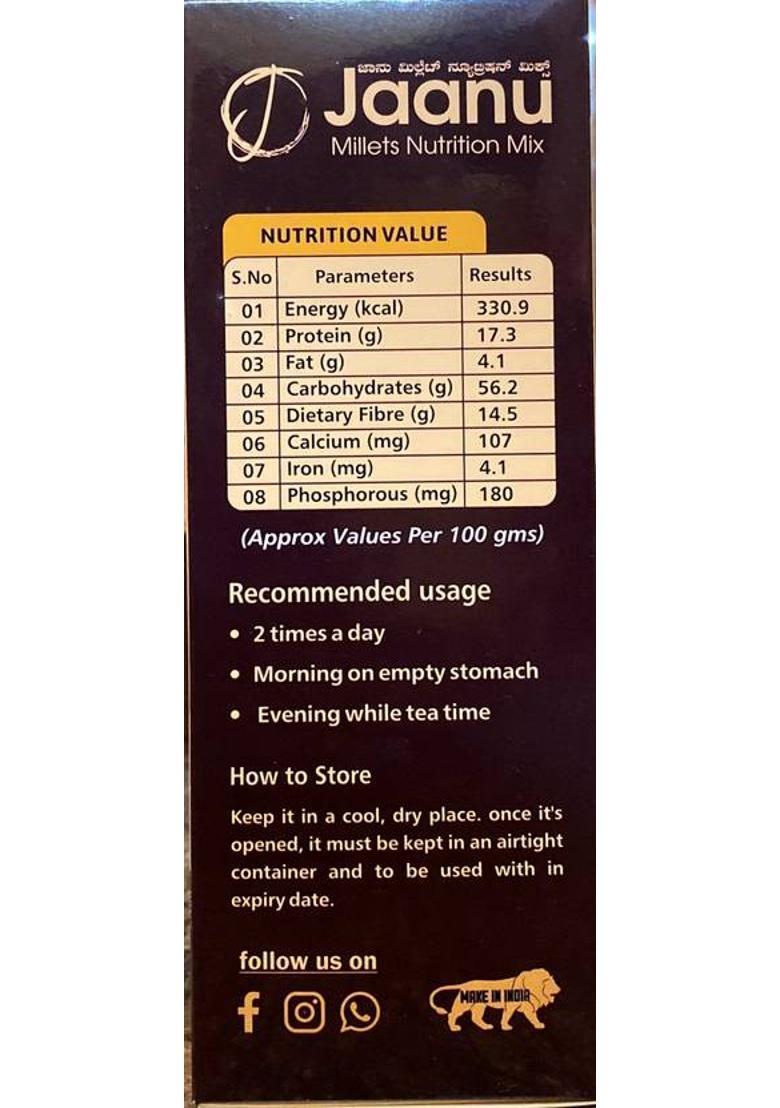 ಜಾನು ಮಿಲ್ಲೆಟ್ ನ್ಯೂಟ್ರಿಷನ್ ಮಿಕ್ಸ್
Jaanu
Millets Nutrition Mix
NUTRITION VALUE
S.No Parameters Results
01 Energy (kcal) 330.9
02 Protein (g) 17.3
03 Fat (g) 4.1
04 Carbohydrates (g) 56.2
05 Dietary Fibre (g) 14.5
06 Calcium (mg) 107
07 Iron (mg) 4.1
08 Phosphorous (mg) 180
(Approx Values Per 100 gms)
Recommended usage
• 2 times a day
• Morning on empty stomach
• Evening while tea time
How to Store
Keep it in a cool, dry place. once it's
opened, it must be kept in an airtight
container and to be used with in
expiry date.
follow us on
MAKE IN INDIA